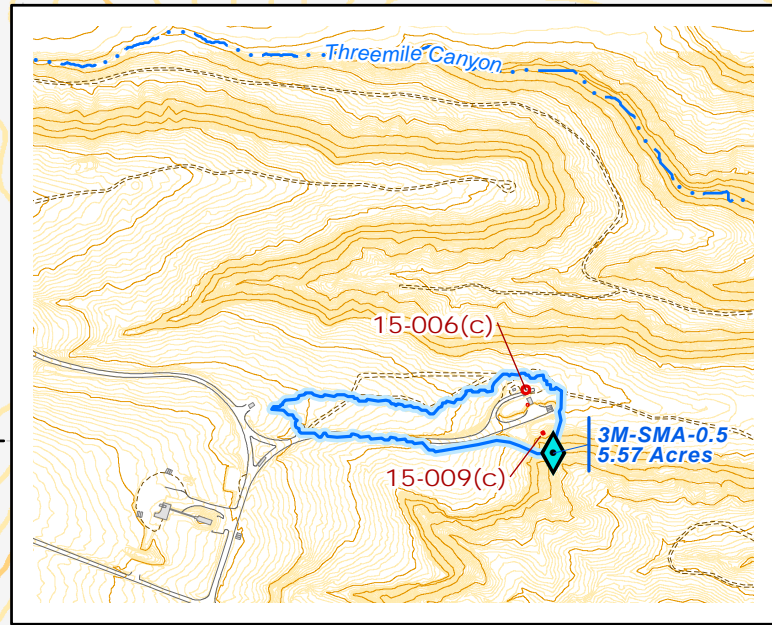 Threemile Canyon
15-006(c)
3M-SMA-0.5
5.57 Acres
15-009(c)